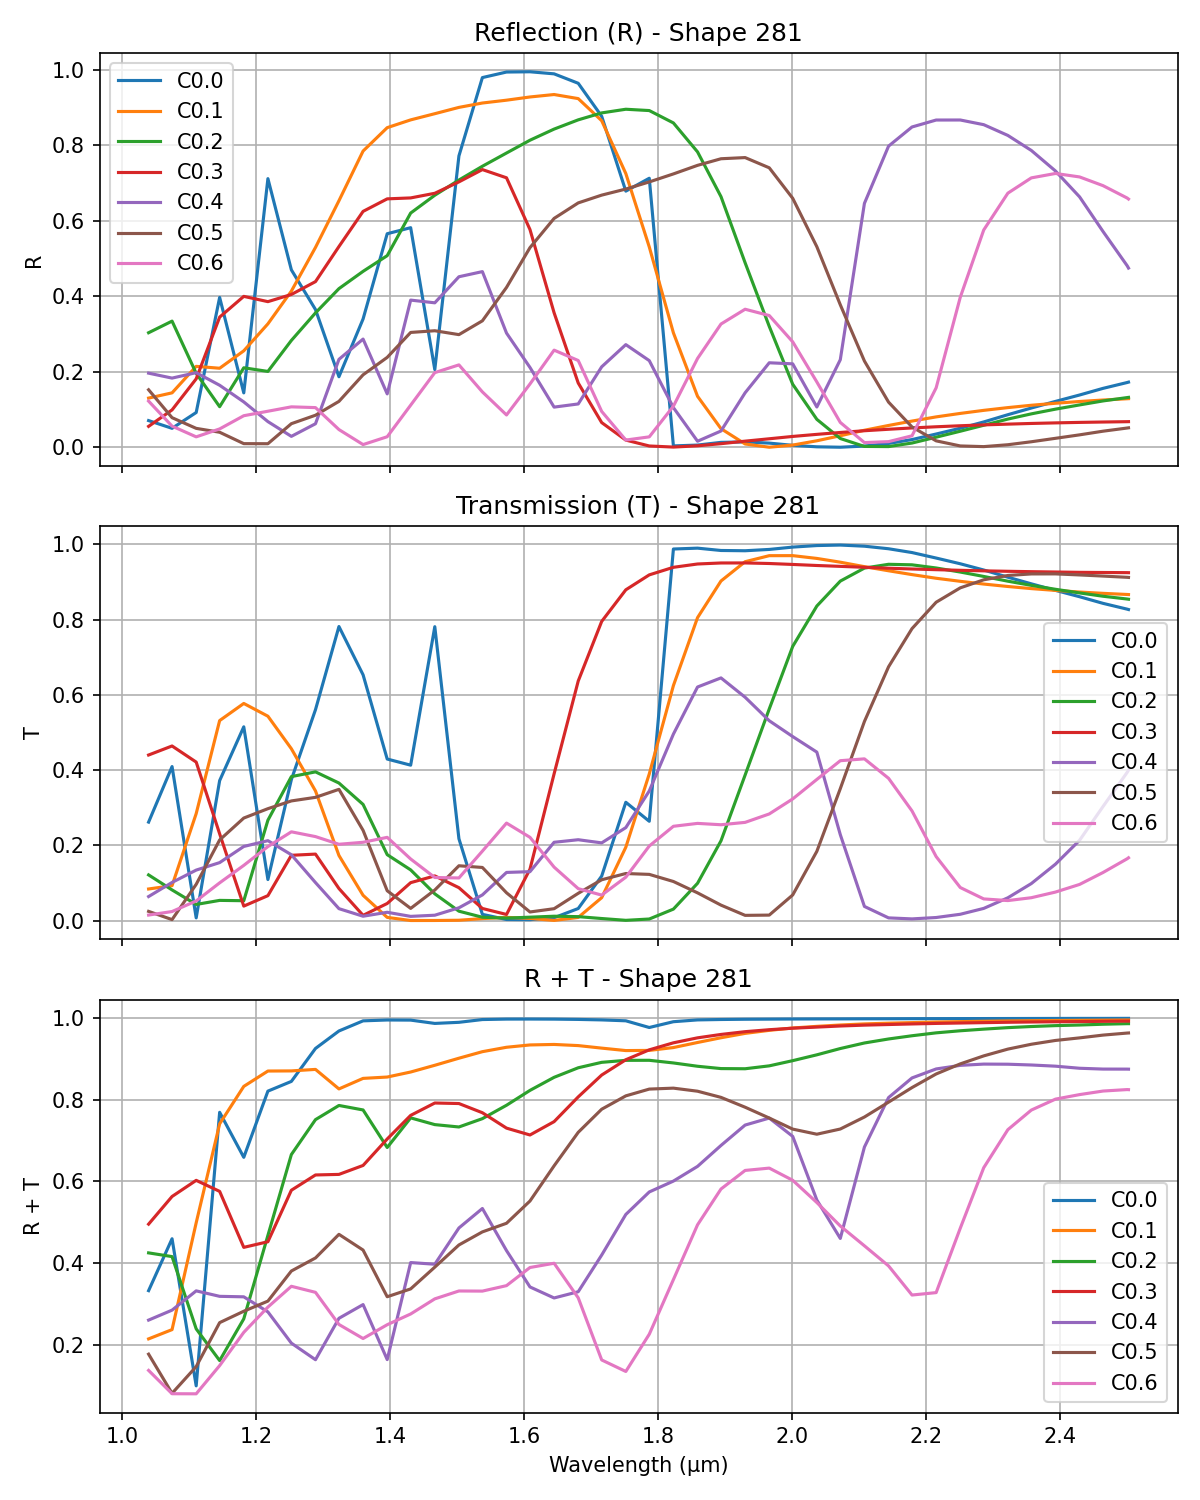 Reflection (R) - Shape 281
1.0
0.8
0.6
0.4
0.2
0.0
R
C0.0
C0.1
C0.2
C0.3
C0.4
C0.5
C0.6
Transmission (T) - Shape 281
1.0
0.8
0.6
0.4
0.2
0.0
T
C0.0
C0.1
C0.2
C0.3
C0.4
C0.5
C0.6
R + T - Shape 281
1.0
0.8
0.6
0.4
0.2
R + T
C0.0
C0.1
C0.2
C0.3
C0.4
C0.5
C0.6
1.0 1.2 1.4 1.6 1.8 2.0 2.2 2.4
Wavelength (μm)